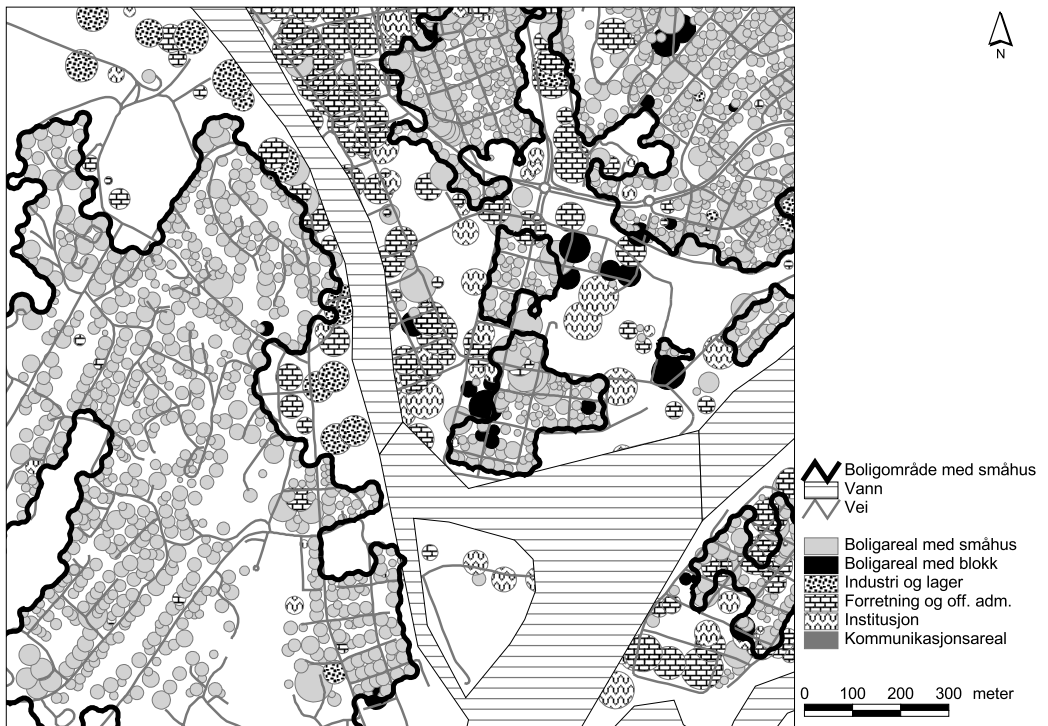 N
Boligområde med småhus
Vann
Vei
Boligareal med småhus
Boligareal med blokk
Industri og lager
Forretning og off. adm.
Institusjon
Kommunikasjonsareal
0 100 200 300 meter